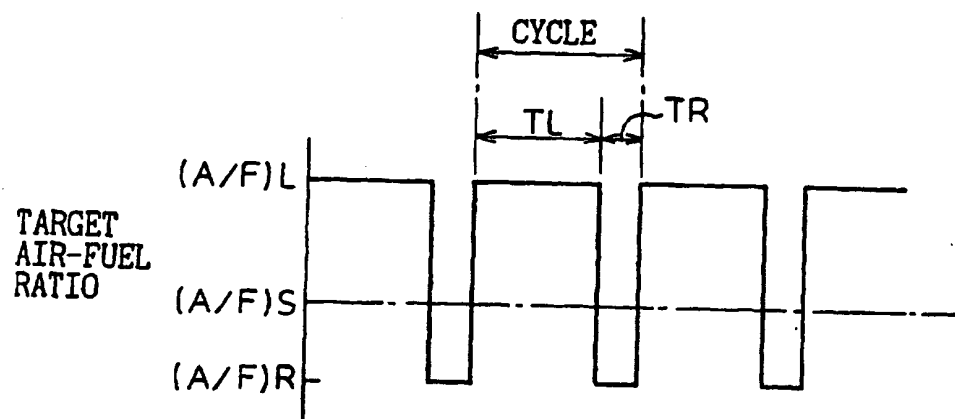 CYCLE
TL
TR
(A/F)L
TARGET
AIR-FUEL
RATIO
(A/F)S
(A/F)R